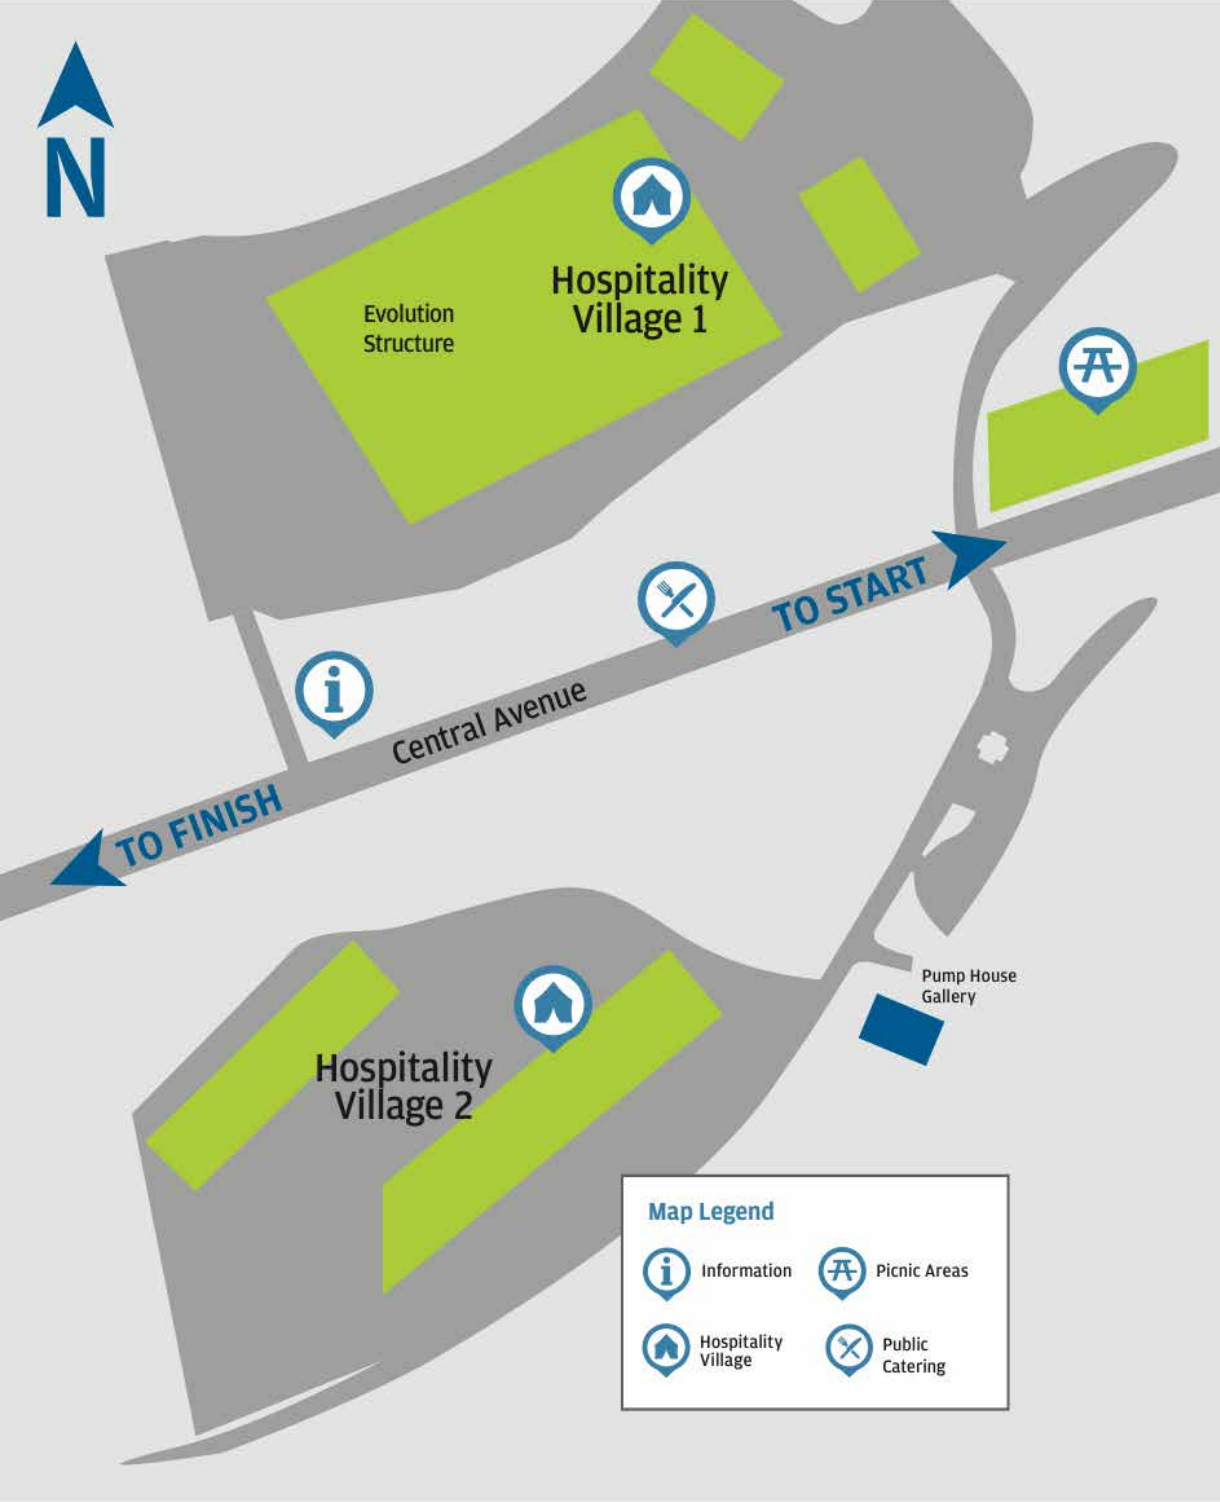 N
Hospitality
Village 1
Evolution
Structure
TO START
Central Avenue
TO FINISH
Pump House
Gallery
Hospitality
Village 2
Map Legend
Information
Picnic Areas
Hospitality
Village
Public
Catering